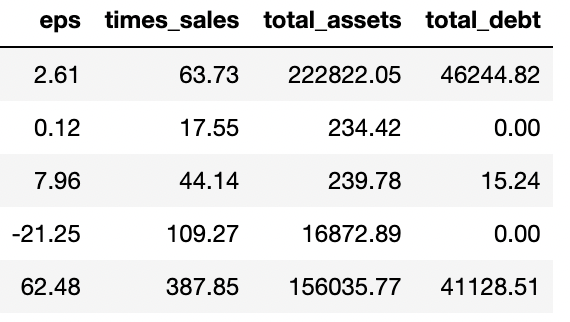 eps times_sales total_assets total_debt
2.61 63.73 222822.05 46244.82
0.12 17.55 234.42 0.00
7.96 44.14 239.78 15.24
-21.25 109.27 16872.89 0.00
62.48 387.85 156035.77 41128.51